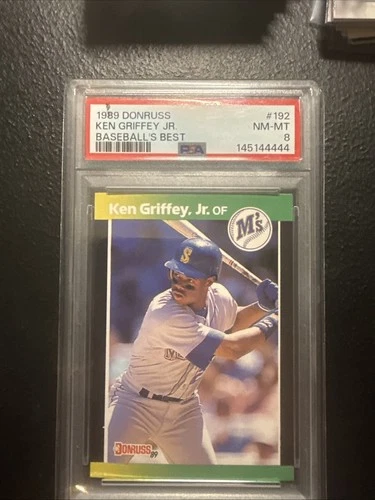 1989 DONRUSS #192
KEN GRIFFEY JR. NM-MT
BASEBALL'S BEST 8
PSA 145144444
Ken Griffey, Jr. OF
M's
S
DONRUSS '89